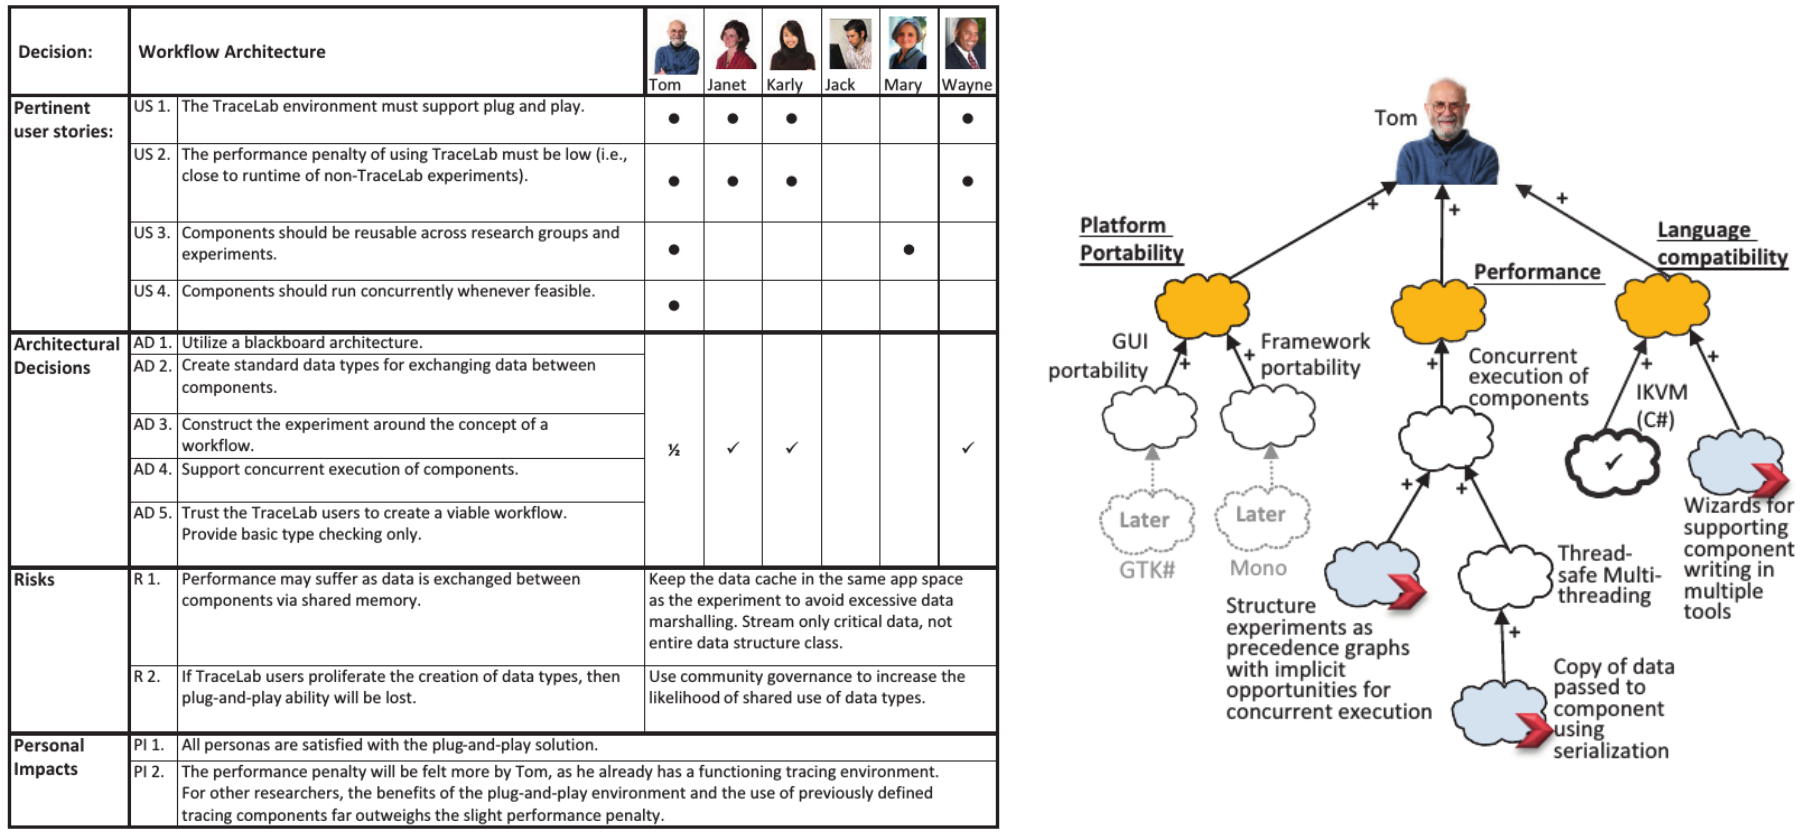 Decision:
Workflow Architecture
Tom
Janet
Karly
Jack
Mary
Wayne
Pertinent
user stories:
US 1.
The TraceLab environment must support plug and play.
● ● ● ●
US 2.
The performance penalty of using TraceLab must be low (i.e.,
close to runtime of non-TraceLab experiments).
● ● ● ●
US 3.
Components should be reusable across research groups and
experiments.
● ●
US 4.
Components should run concurrently whenever feasible.
●
Architectural
Decisions
AD 1.
Utilize a blackboard architecture.
AD 2.
Create standard data types for exchanging data between
components.
AD 3.
Construct the experiment around the concept of a
workflow.
AD 4.
Support concurrent execution of components.
AD 5.
Trust the TraceLab users to create a viable workflow.
Provide basic type checking only.
½ ✓ ✓ ✓
Risks
R 1.
Performance may suffer as data is exchanged between
components via shared memory.
Keep the data cache in the same app space
as the experiment to avoid excessive data
marshalling. Stream only critical data, not
entire data structure class.
R 2.
If TraceLab users proliferate the creation of data types, then
plug-and-play ability will be lost.
Use community governance to increase the
likelihood of shared use of data types.
Personal
Impacts
PI 1.
All personas are satisfied with the plug-and-play solution.
PI 2.
The performance penalty will be felt more by Tom, as he already has a functioning tracing environment.
For other researchers, the benefits of the plug-and-play environment and the use of previously defined
tracing components far outweighs the slight performance penalty.
Tom
+
+
+
Platform
Portability
Performance
Language
compatibility
GUI
portability
+
+
Framework
portability
+
Concurrent
execution of
components
+
+
IKVM
(C#)
✓
Later
GTK#
Later
Mono
+
+
Wizards for
supporting
component
writing in
multiple
tools
Structure
experiments as
precedence graphs
with implicit
opportunities for
concurrent execution
Thread-
safe Multi-
threading
+
Copy of data
passed to
component
using
serialization